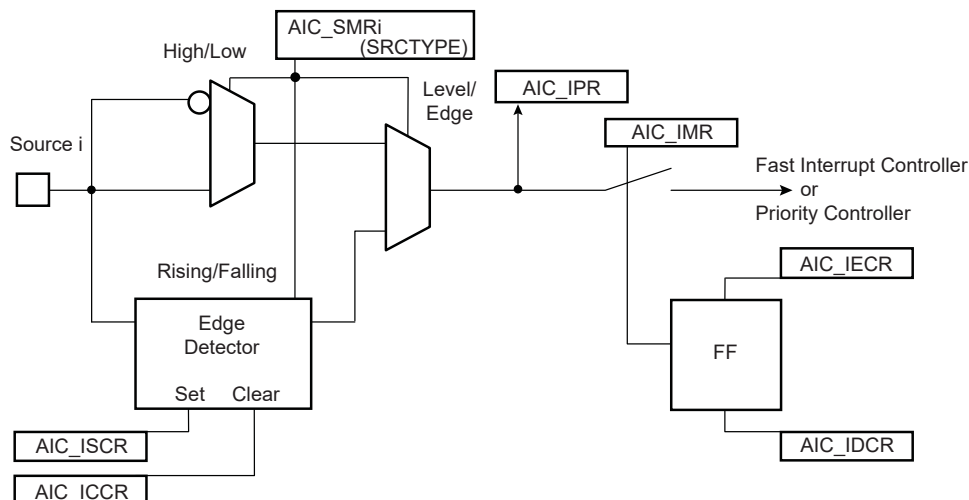 AIC_SMRi
(SRCTYPE)
High/Low
Level/
Edge
AIC_IPR
AIC_IMR
Source i
Fast Interrupt Controller
or
Priority Controller
Rising/Falling
AIC_IECR
Edge
Detector
FF
Set Clear
AIC_ISCR
AIC_IDCR
AIC_ICCR